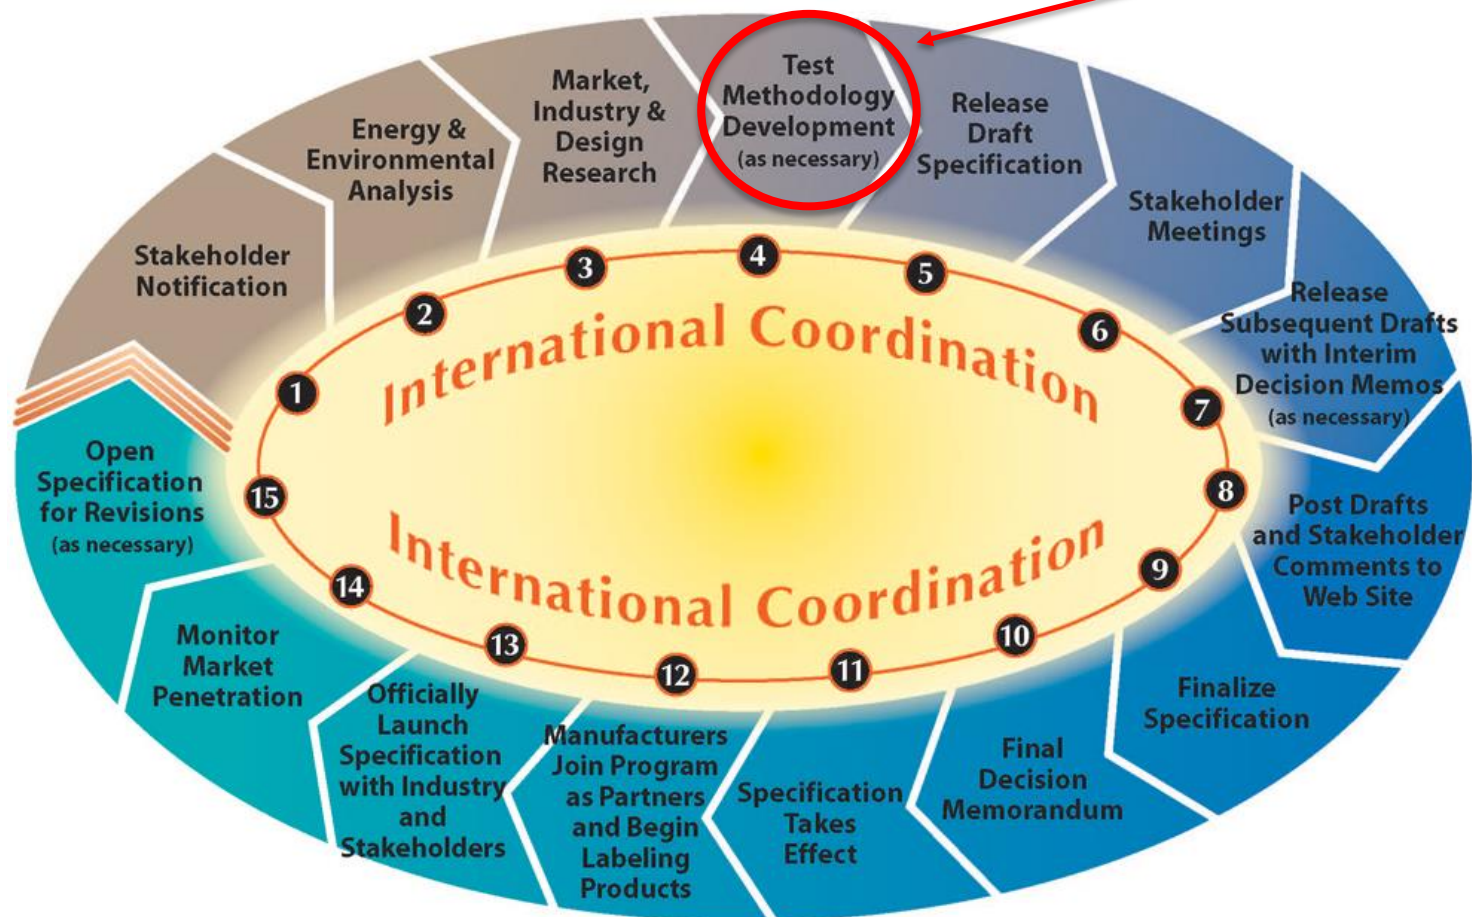 Stakeholder
Notification
Energy &
Environmental
Analysis
Market,
Industry &
Design
Research
Test
Methodology
Development
(as necessary)
Release
Draft
Specification
Stakeholder
Meetings
Release
Subsequent Drafts
with Interim
Decision Memos
(as necessary)
Post Drafts
and Stakeholder
Comments to
Web Site
Finalize
Specification
Final
Decision
Memorandum
Specification
Takes
Effect
Manufacturers
Join Program
as Partners
and Begin
Labeling
Products
Officially
Launch
Specification
with Industry
and
Stakeholders
Monitor
Market
Penetration
Open
Specification
for Revisions
(as necessary)
1
2
3
4
5
6
7
8
9
10
11
12
13
14
15
International Coordination
International Coordination